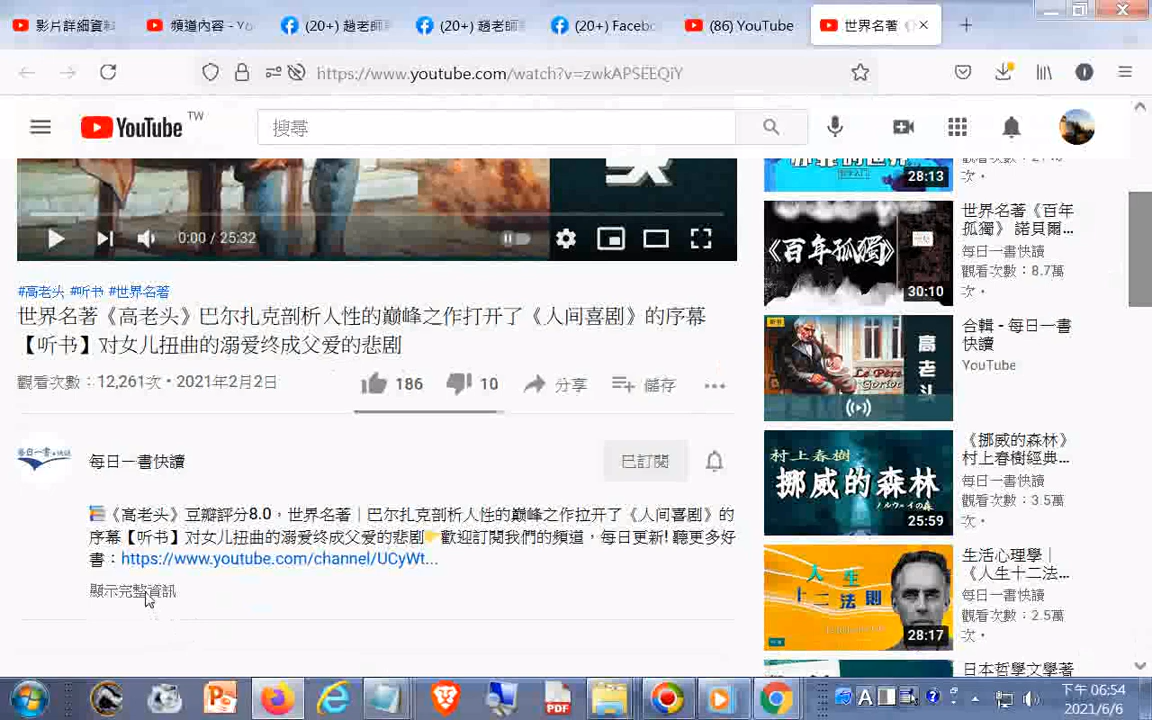 影片詳細資料
頻道內容 - Yo
(20+) 趙老師
(20+) 趙老師
(20+) Facebo
(86) YouTube
世界名著
https://www.youtube.com/watch?v=zwkAPSEEQiY
YouTube TW
搜尋
0:00 / 25:32
#高老头 #听书 #世界名著
世界名著《高老头》巴尔扎克剖析人性的巅峰之作打开了《人间喜剧》的序幕
【听书】对女儿扭曲的溺爱终成父爱的悲剧
觀看次數：12,261次・2021年2月2日
186
10
分享
儲存
每日一書快讀
已訂閱
《高老头》豆瓣評分8.0，世界名著｜巴尔扎克剖析人性的巅峰之作拉开了《人间喜剧》的
序幕【听书】对女儿扭曲的溺爱终成父爱的悲剧👉歡迎訂閱我們的頻道，每日更新! 聽更多好
書：https://www.youtube.com/channel/UCyWt...
顯示完整資訊
28:13
次・
《百年孤獨》
30:10
世界名著《百年
孤獨》 諾貝爾...
每日一書快讀
觀看次數：8.7萬
次・
高老头
Le Père Goriot
合輯 - 每日一書
快讀
YouTube
村上春樹
挪威的森林
ノルウェイの森
25:59
《挪威的森林》
村上春樹經典...
每日一書快讀
觀看次數：3.5萬
次・
人生
十二法則
28:17
生活心理學｜
《人生十二法...
每日一書快讀
觀看次數：2.5萬
次・
日本哲學文學著
PDF
下午 06:54
2021/6/6